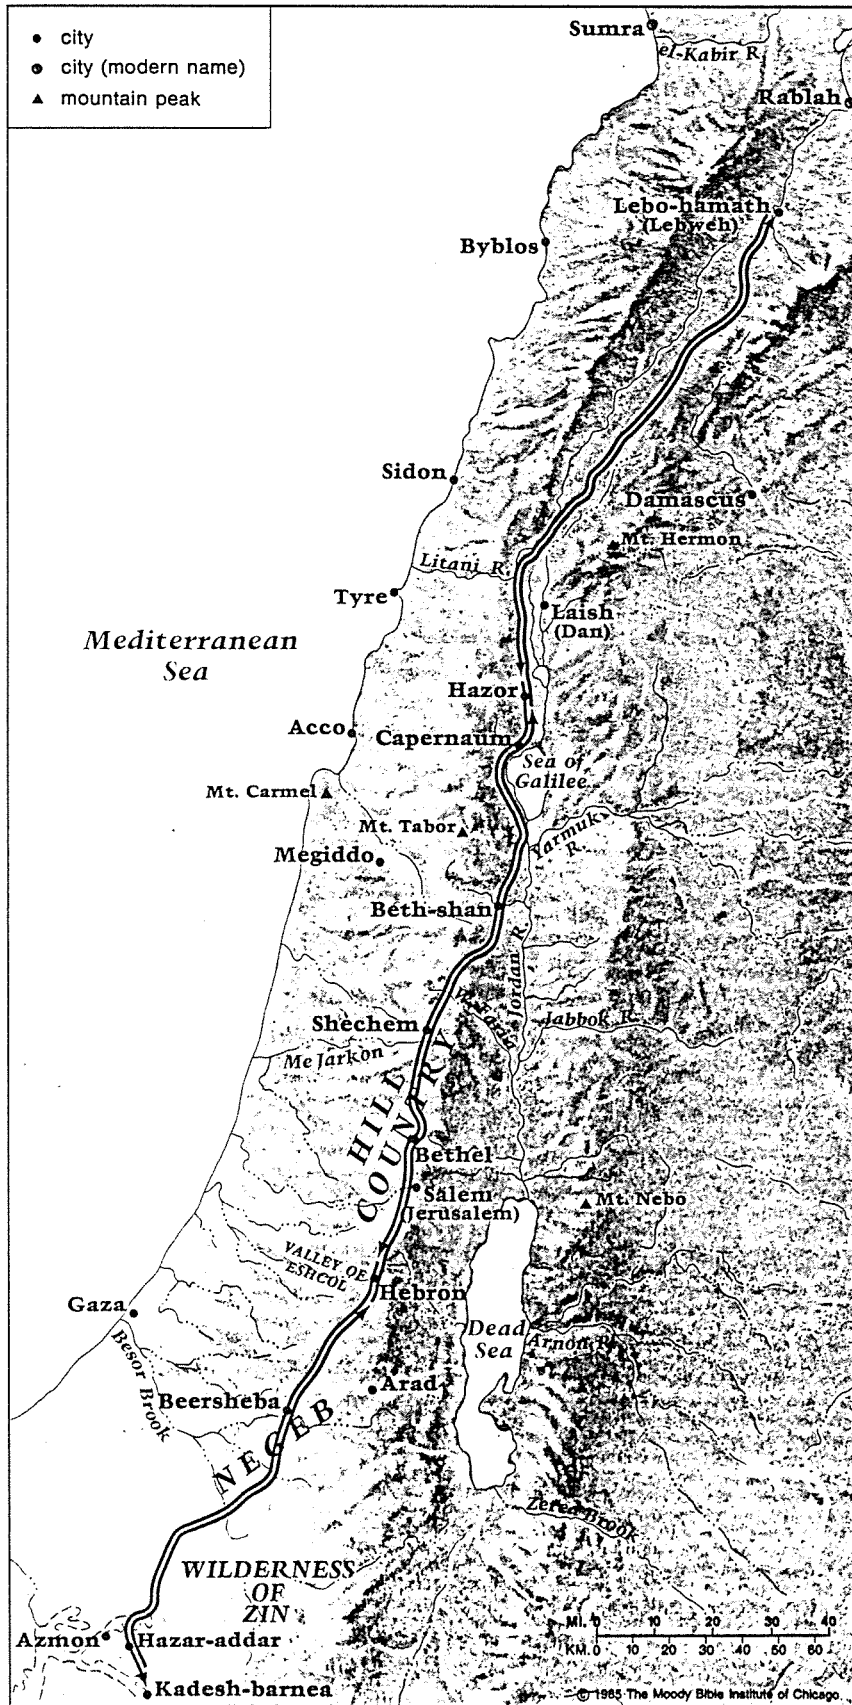 city
city (modern name)
mountain peak
Sumra
el-Kabir R.
Rablah
Lebo-hamath
(Lebweh)
Byblos
Sidon
Damascus
Mt. Hermon
Litani R.
Tyre
Laish
(Dan)
Mediterranean
Sea
Hazor
Acco
Capernaum
Sea of
Galilee
Mt. Carmel
Mt. Tabor
Yarmuk
R.
Megiddo
Beth-shan
Jordan R.
Shechem
Jabbok R.
Me Jarkon
HILL
COUNTRY
Bethel
Salem
(Jerusalem)
Mt. Nebo
VALLEY OF
ESHCOL
Hebron
Gaza
Dead
Sea
Arnon R.
Besor Brook
Arad
Beersheba
NEGEB
Zered Brook
WILDERNESS
OF
ZIN
MI. 0 10 20 30 40
KM. 0 10 20 30 40 50 60
Azmon
Hazar-addar
Kadesh-barnea
© 1985 The Moody Bible Institute of Chicago